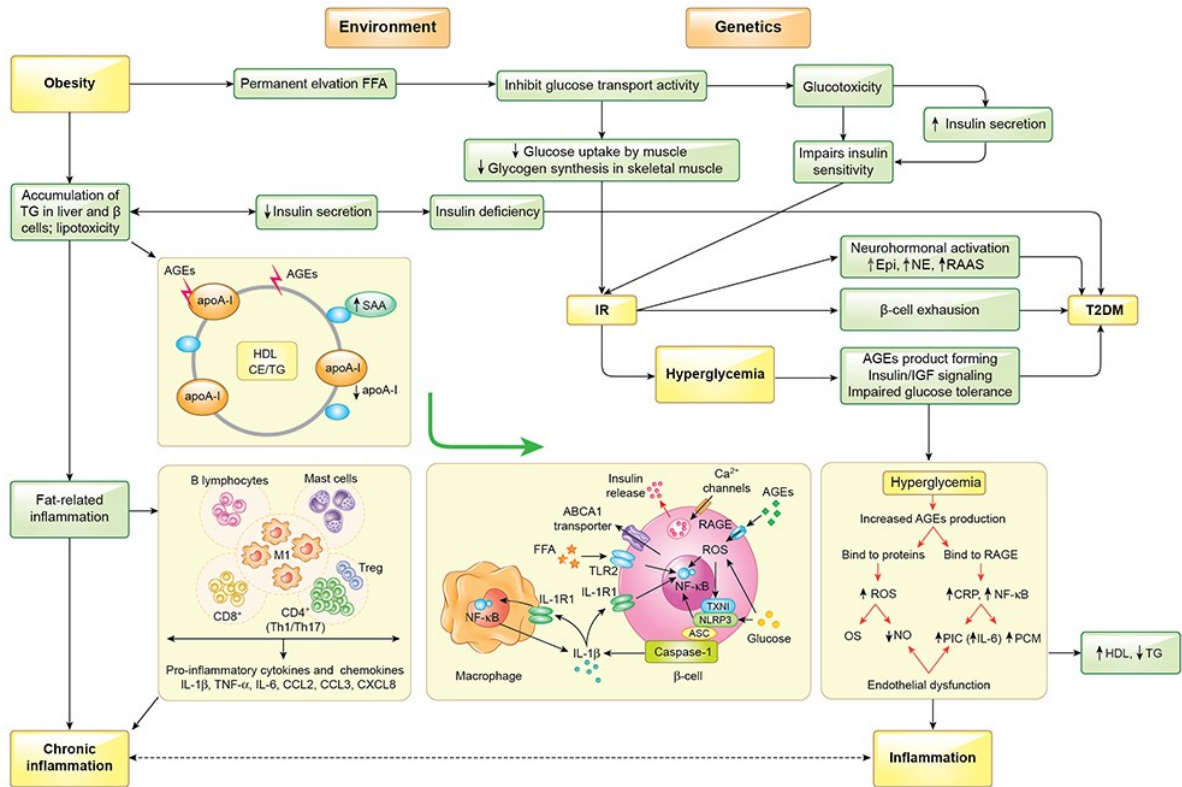 Environment
Genetics
Obesity
Permanent elvation FFA
Inhibit glucose transport activity
Glucotoxicity
↑ Insulin secretion
↓ Glucose uptake by muscle
↓ Glycogen synthesis in skeletal muscle
Impairs insulin
sensitivity
Accumulation of
TG in liver and β
cells; lipotoxicity
↓ Insulin secretion
Insulin deficiency
Neurohormonal activation
↑Epi, ↑NE, ↑RAAS
IR
β-cell exhausion
T2DM
Hyperglycemia
AGEs product forming
Insulin/IGF signaling
Impaired glucose tolerance
AGEs
AGEs
apoA-I
↑ SAA
HDL
CE/TG
apoA-I
↓ apoA-I
apoA-I
Fat-related
inflammation
B lymphocytes
Mast cells
M1
Treg
CD8⁺
CD4⁺
(Th1/Th17)
Pro-inflammatory cytokines and chemokines
IL-1β, TNF-α, IL-6, CCL2, CCL3, CXCL8
Insulin
release
Ca²⁺
channels
AGEs
ABCA1
transporter
RAGE
FFA
ROS
TLR2
NF-κB
IL-1R1
IL-1R1
NF-κB
TXNI
NLRP3
ASC
Glucose
IL-1β
Caspase-1
Macrophage
β-cell
Hyperglycemia
Increased AGEs production
Bind to proteins
Bind to RAGE
↑ ROS
↑CRP, ↑ NF-κB
OS
↓NO
↑PIC (↑IL-6) ↑ PCM
Endothelial dysfunction
↑HDL, ↓TG
Chronic
inflammation
Inflammation